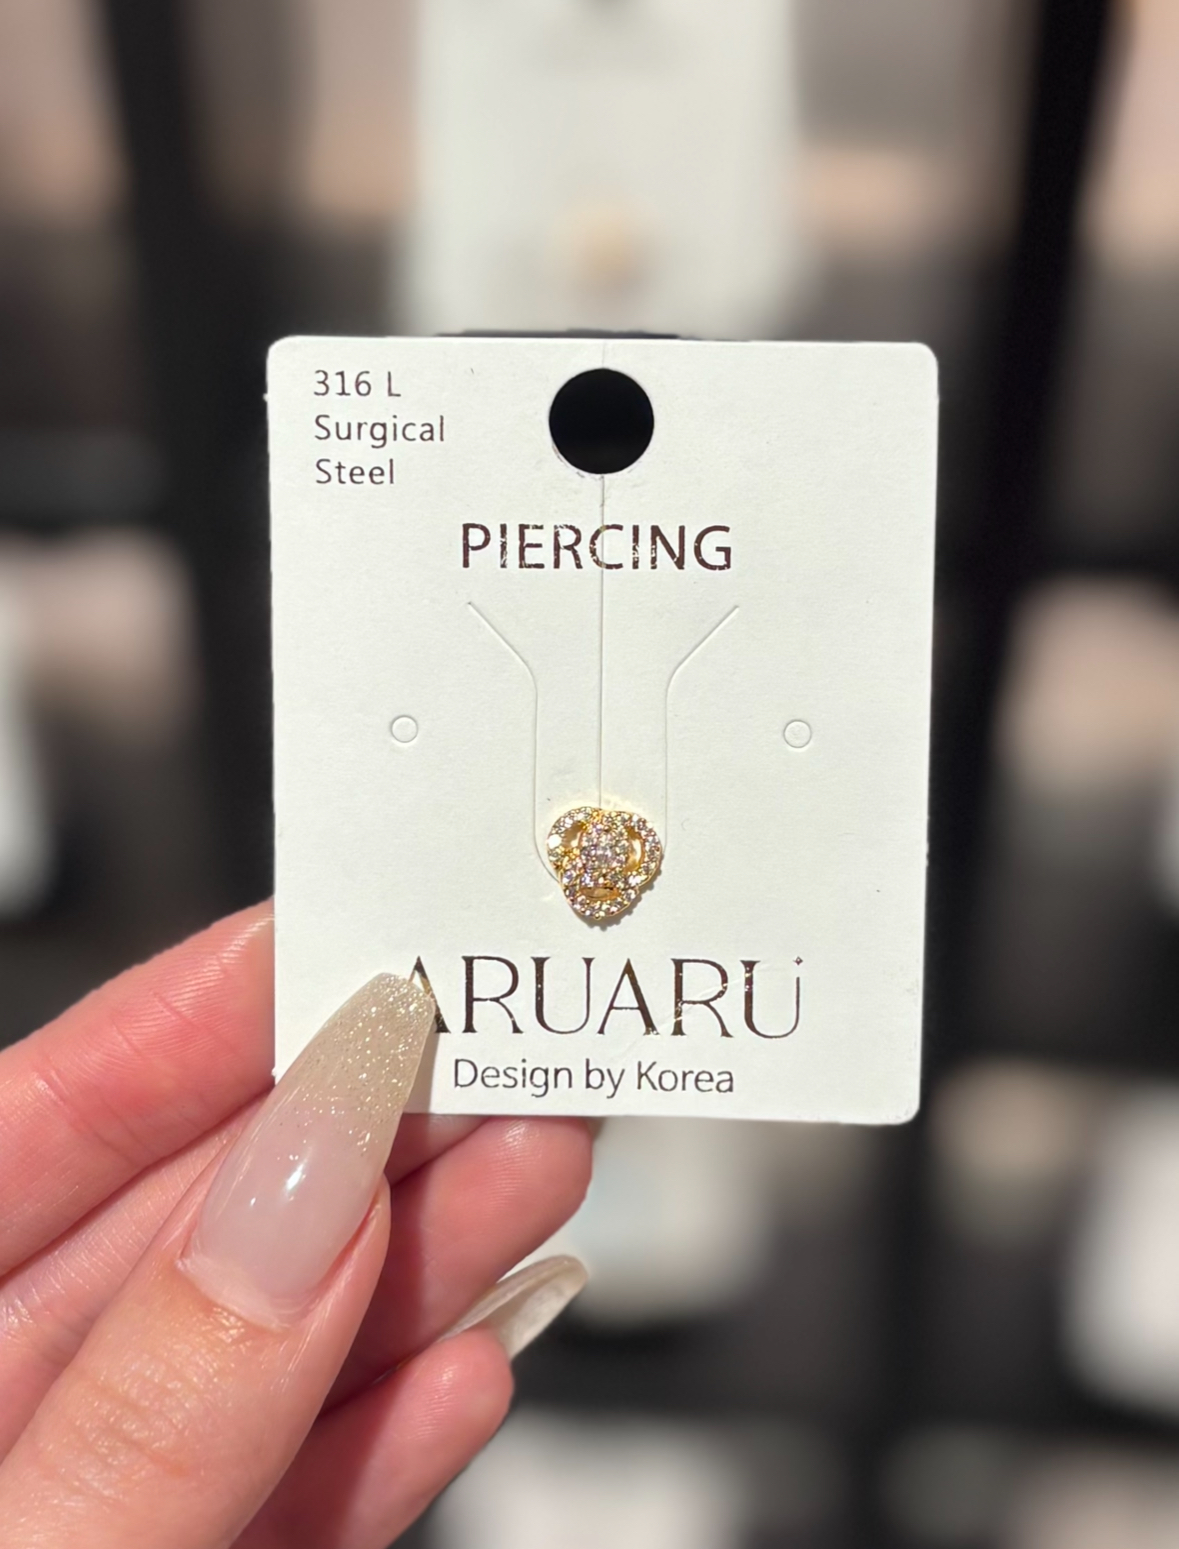 316 L
Surgical
Steel
PIERCING
ARUARU
Design by Korea